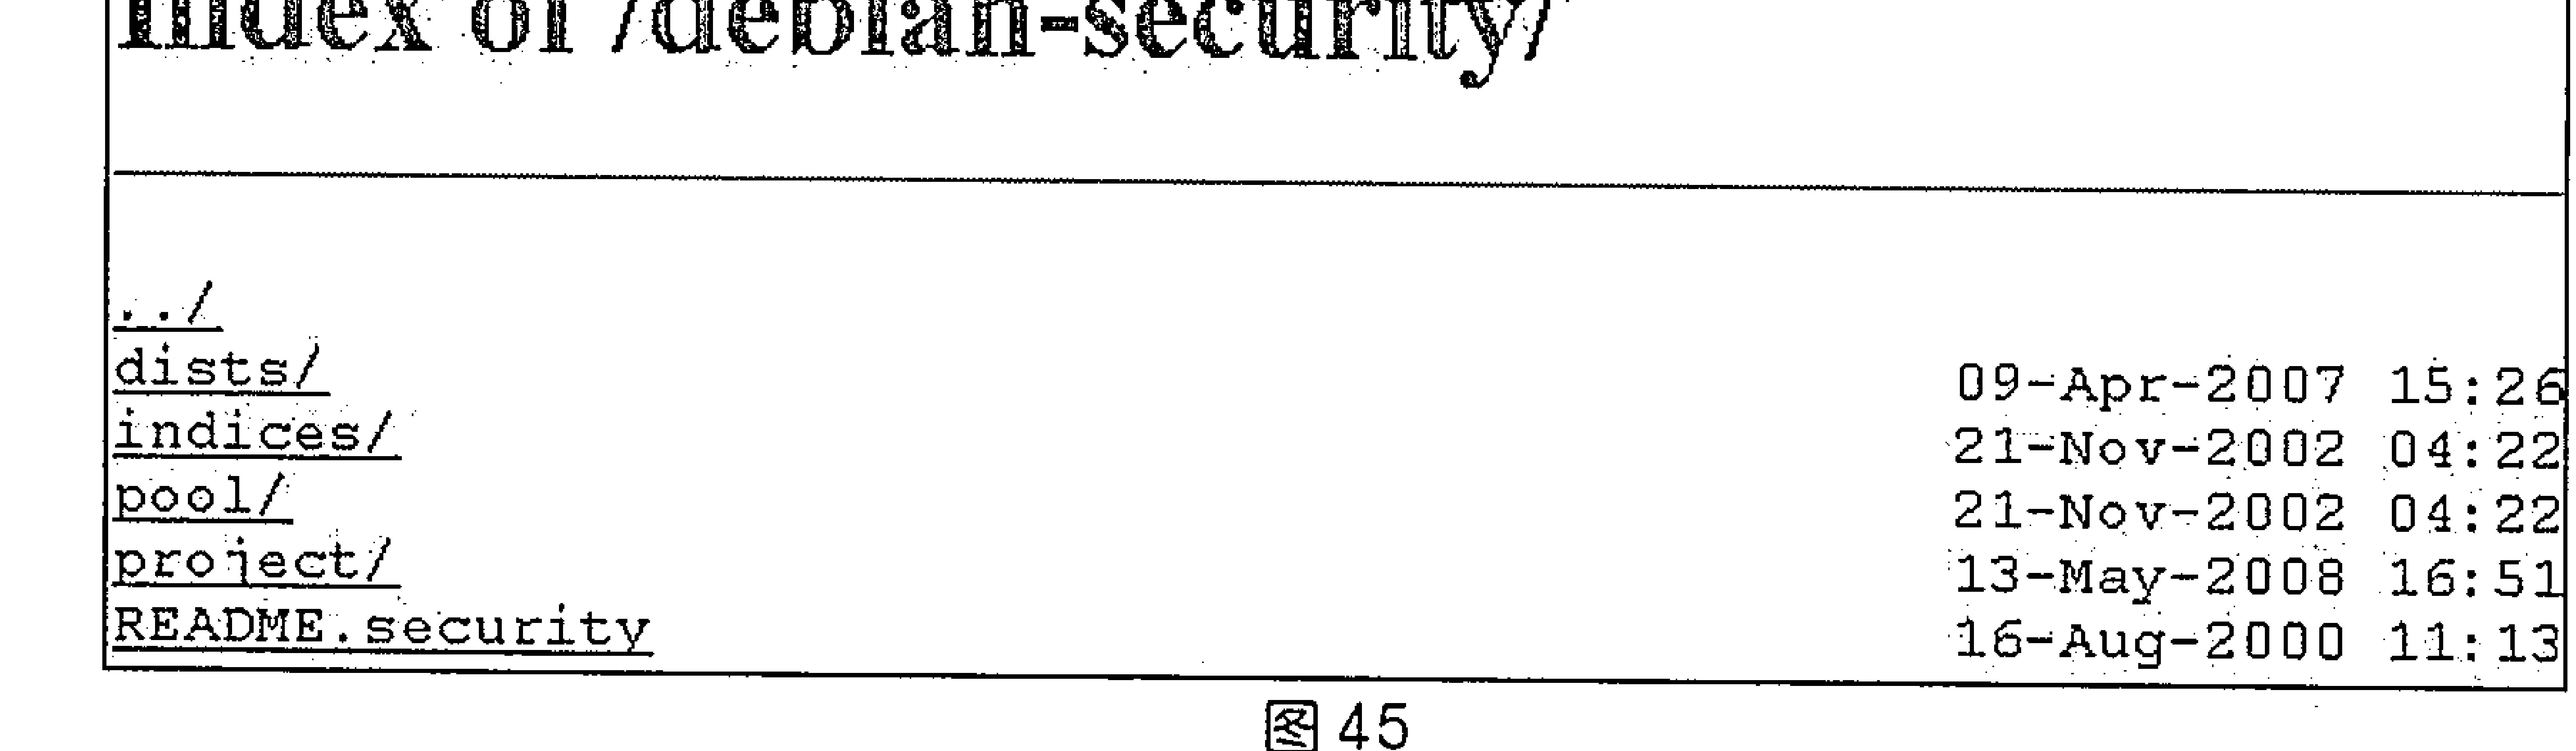 Index of /debian-security/
../
dists/ 09-Apr-2007 15:26
indices/ 21-Nov-2002 04:22
pool/ 21-Nov-2002 04:22
project/ 13-May-2008 16:51
README.security 16-Aug-2000 11:13
图 45